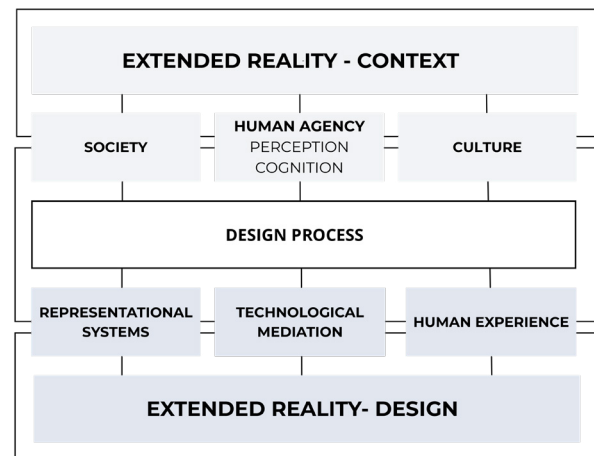 EXTENDED REALITY - CONTEXT
SOCIETY
HUMAN AGENCY
PERCEPTION
COGNITION
CULTURE
DESIGN PROCESS
REPRESENTATIONAL
SYSTEMS
TECHNOLOGICAL
MEDIATION
HUMAN EXPERIENCE
EXTENDED REALITY- DESIGN